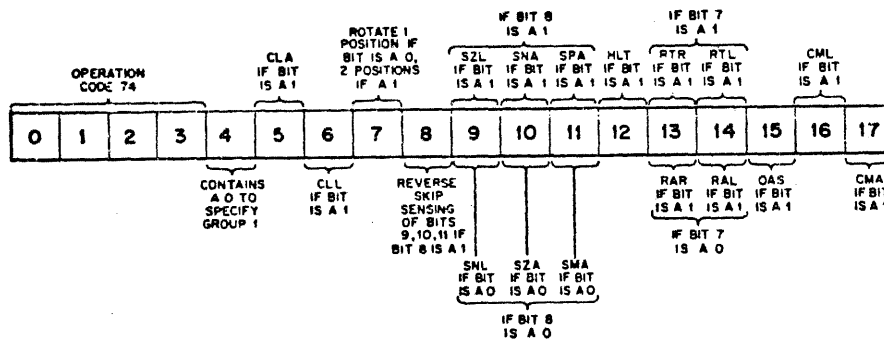 OPERATION
CODE 74
CLA
IF BIT
IS A 1
ROTATE 1
POSITION IF
BIT IS A 0,
2 POSITIONS
IF A 1
IF BIT 8
IS A 1
SZL
IF BIT
IS A 1
SNA
IF BIT
IS A 1
SPA
IF BIT
IS A 1
HLT
IF BIT
IS A 1
IF BIT 7
IS A 1
RTR
IF BIT
IS A 1
RTL
IF BIT
IS A 1
CML
IF BIT
IS A 1
0 1 2 3 4 5 6 7 8 9 10 11 12 13 14 15 16 17
CONTAINS
A 0 TO
SPECIFY
GROUP 1
CLL
IF BIT
IS A 1
REVERSE
SKIP
SENSING
OF BITS
9,10,11 IF
BIT 8 IS A 1
SNL
IF BIT
IS A 0
SZA
IF BIT
IS A 0
SMA
IF BIT
IS A 0
IF BIT 8
IS A 0
RAR
IF BIT
IS A 1
RAL
IF BIT
IS A 1
IF BIT 7
IS A 0
OAS
IF BIT
IS A 1
CMA
IF BIT
IS A 1